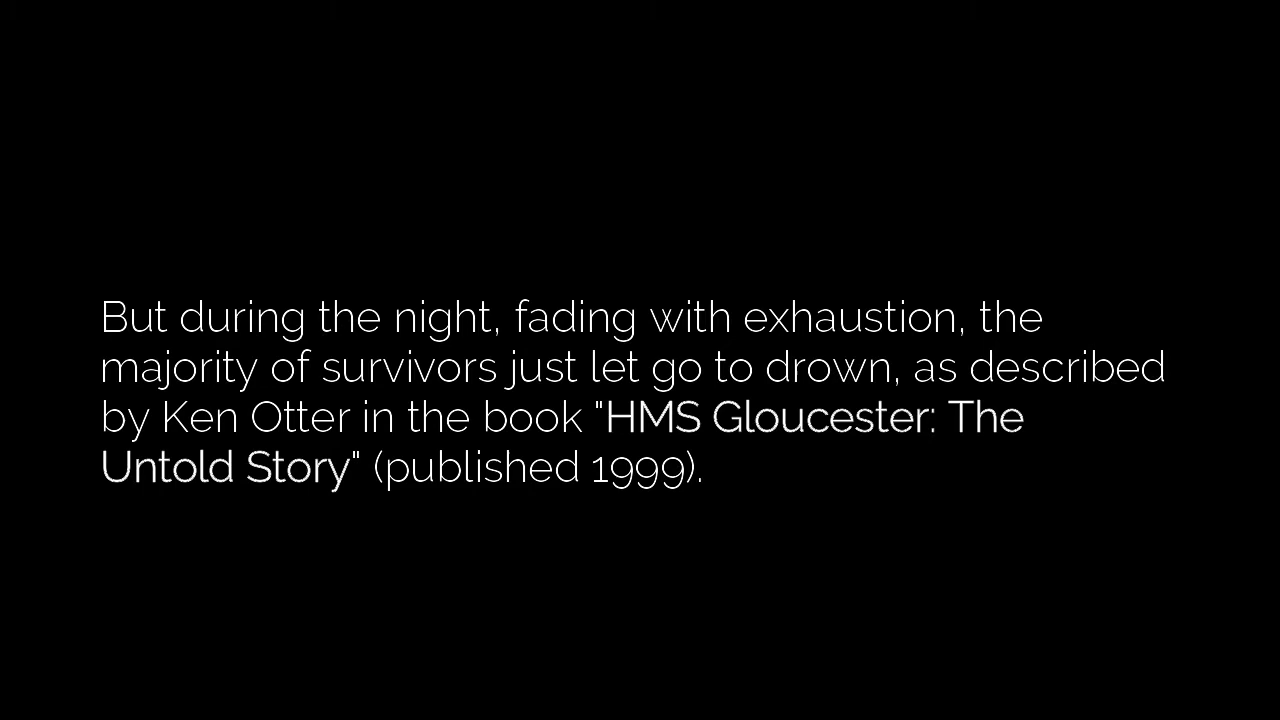 But during the night, fading with exhaustion, the
majority of survivors just let go to drown, as described
by Ken Otter in the book "HMS Gloucester: The
Untold Story" (published 1999).